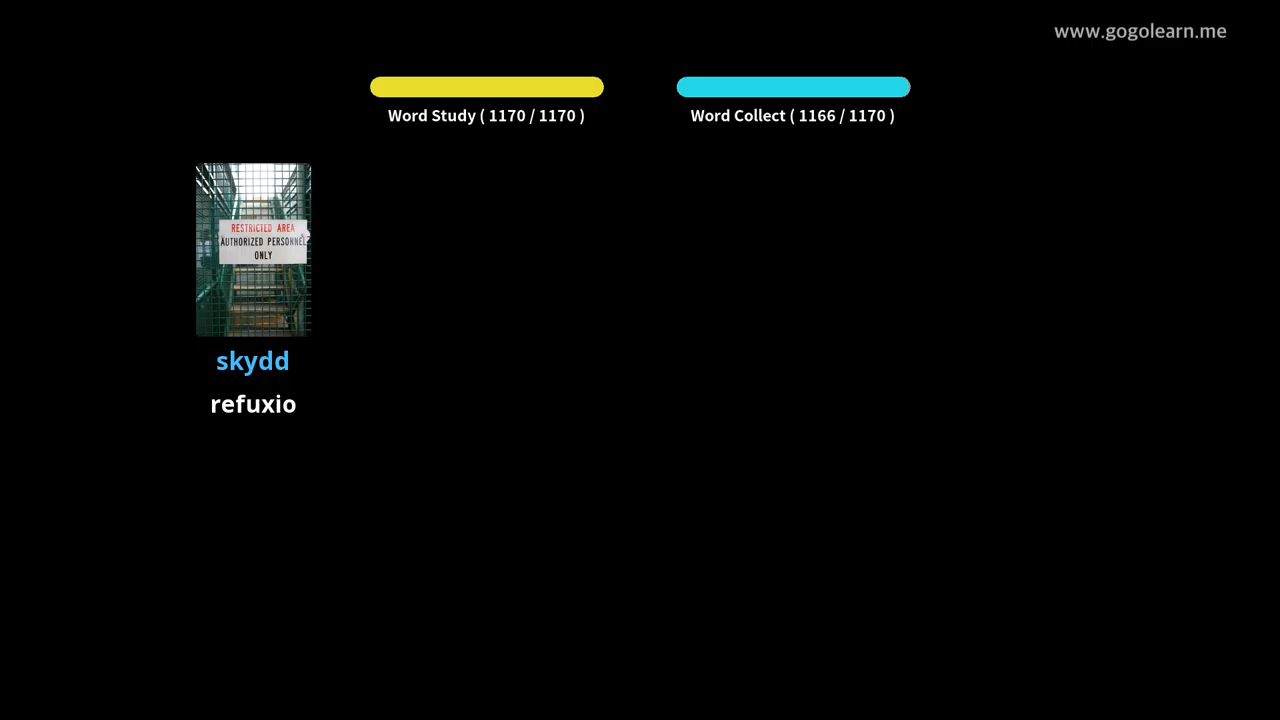 www.gogolearn.me
Word Study ( 1170 / 1170 )
Word Collect ( 1166 / 1170 )
RESTRICTED AREA
AUTHORIZED PERSONNEL
ONLY
skydd
refuxio